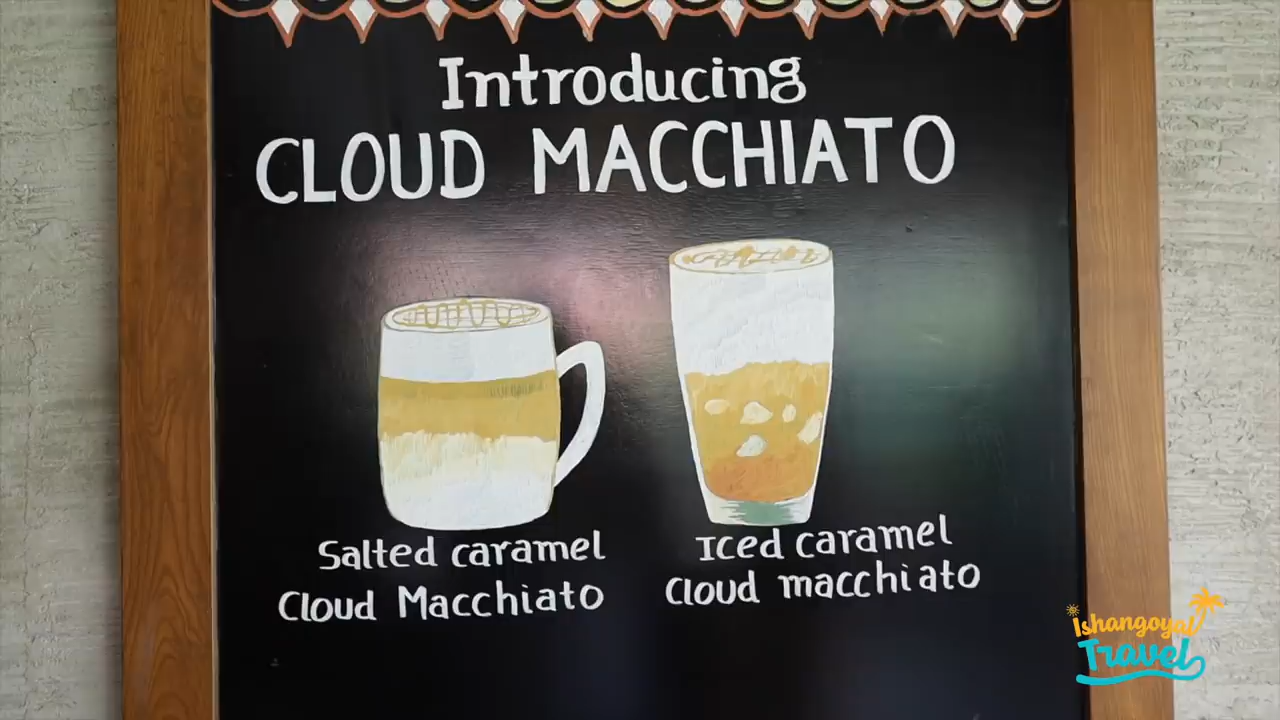 Introducing
CLOUD MACCHIATO
Salted caramel
Cloud Macchiato
Iced caramel
Cloud macchiato
Ishangoyal
Travel